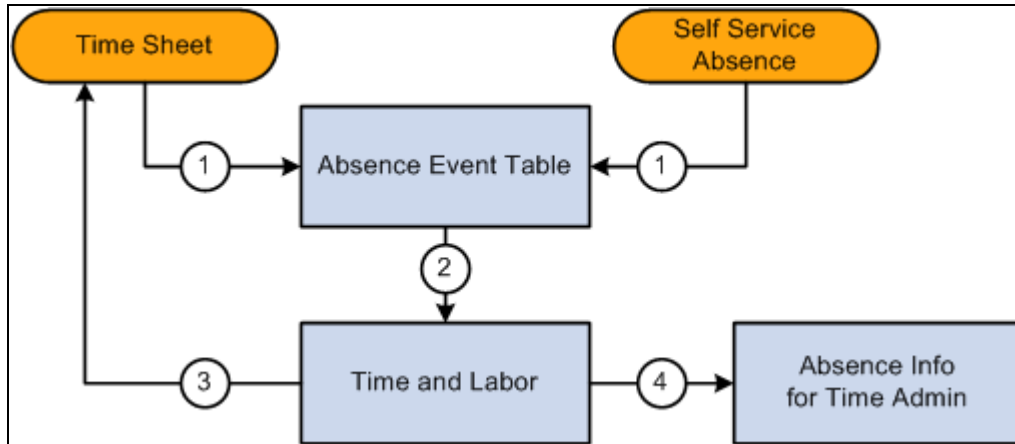 Time Sheet
Self Service
Absence
1
Absence Event Table
1
2
3
Time and Labor
4
Absence Info
for Time Admin